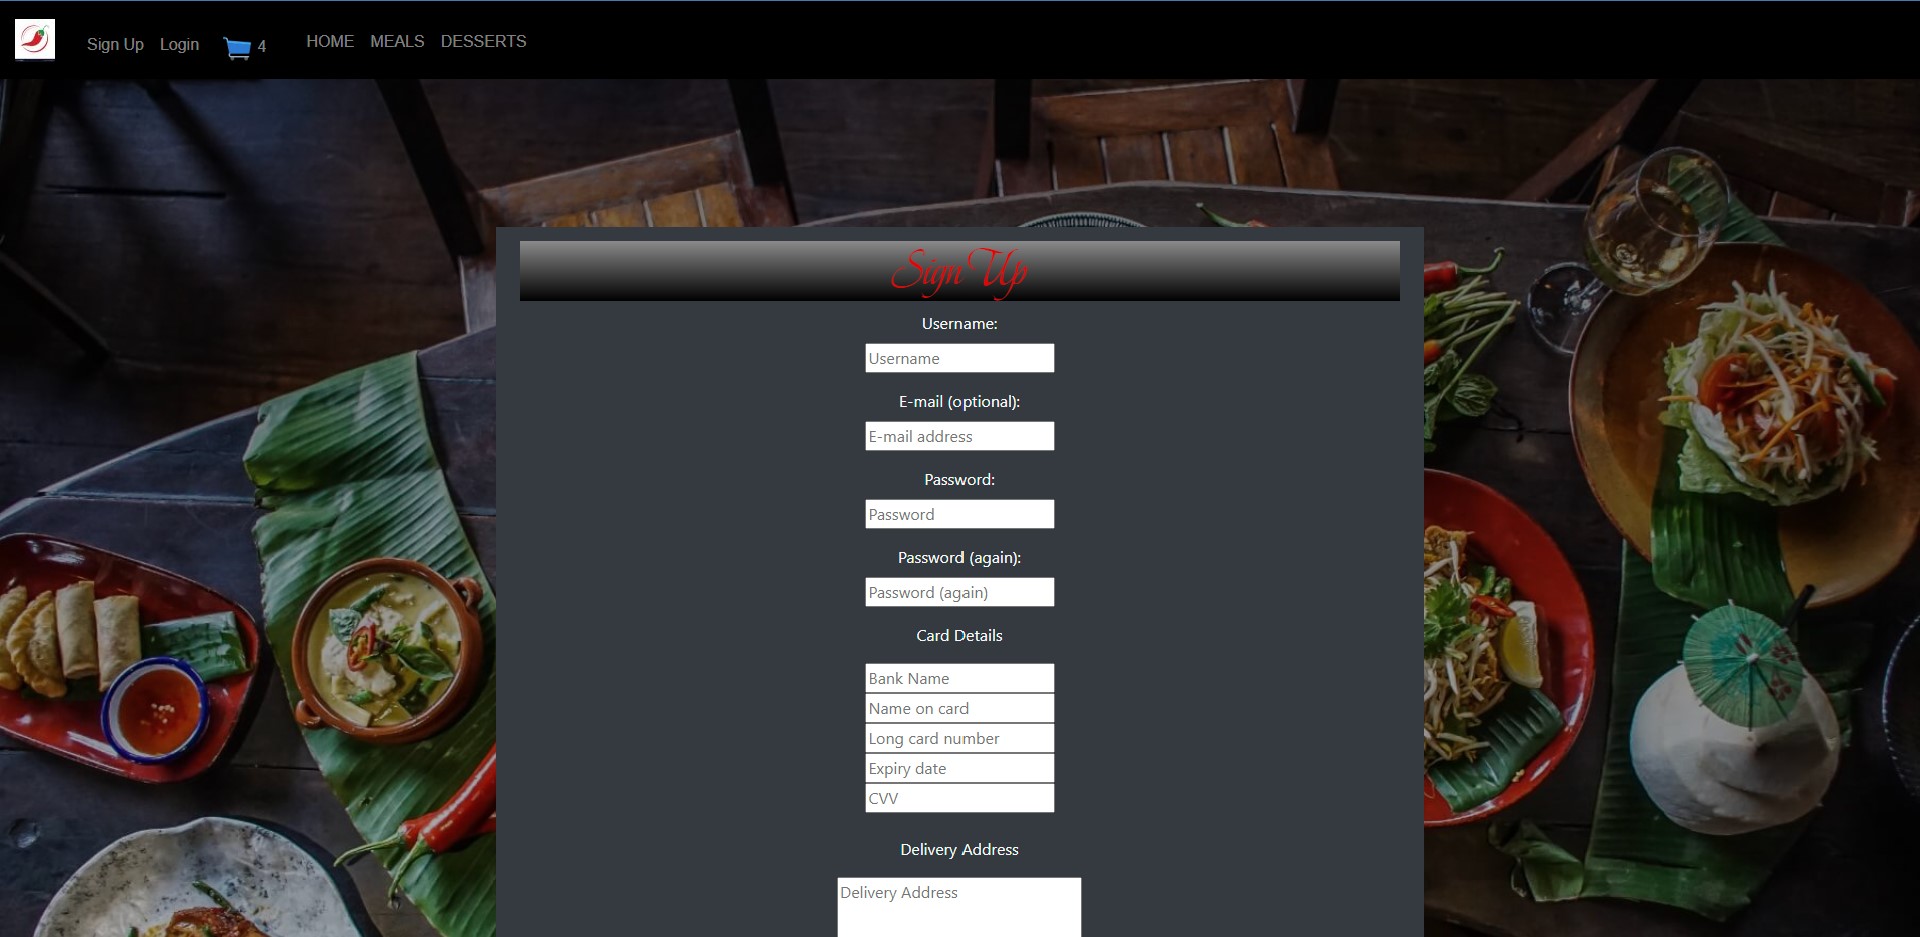 Sign Up Login 4 HOME MEALS DESSERTS
Sign Up
Username:
Username
E-mail (optional):
E-mail address
Password:
Password
Password (again):
Password (again)
Card Details
Bank Name
Name on card
Long card number
Expiry date
CVV
Delivery Address
Delivery Address